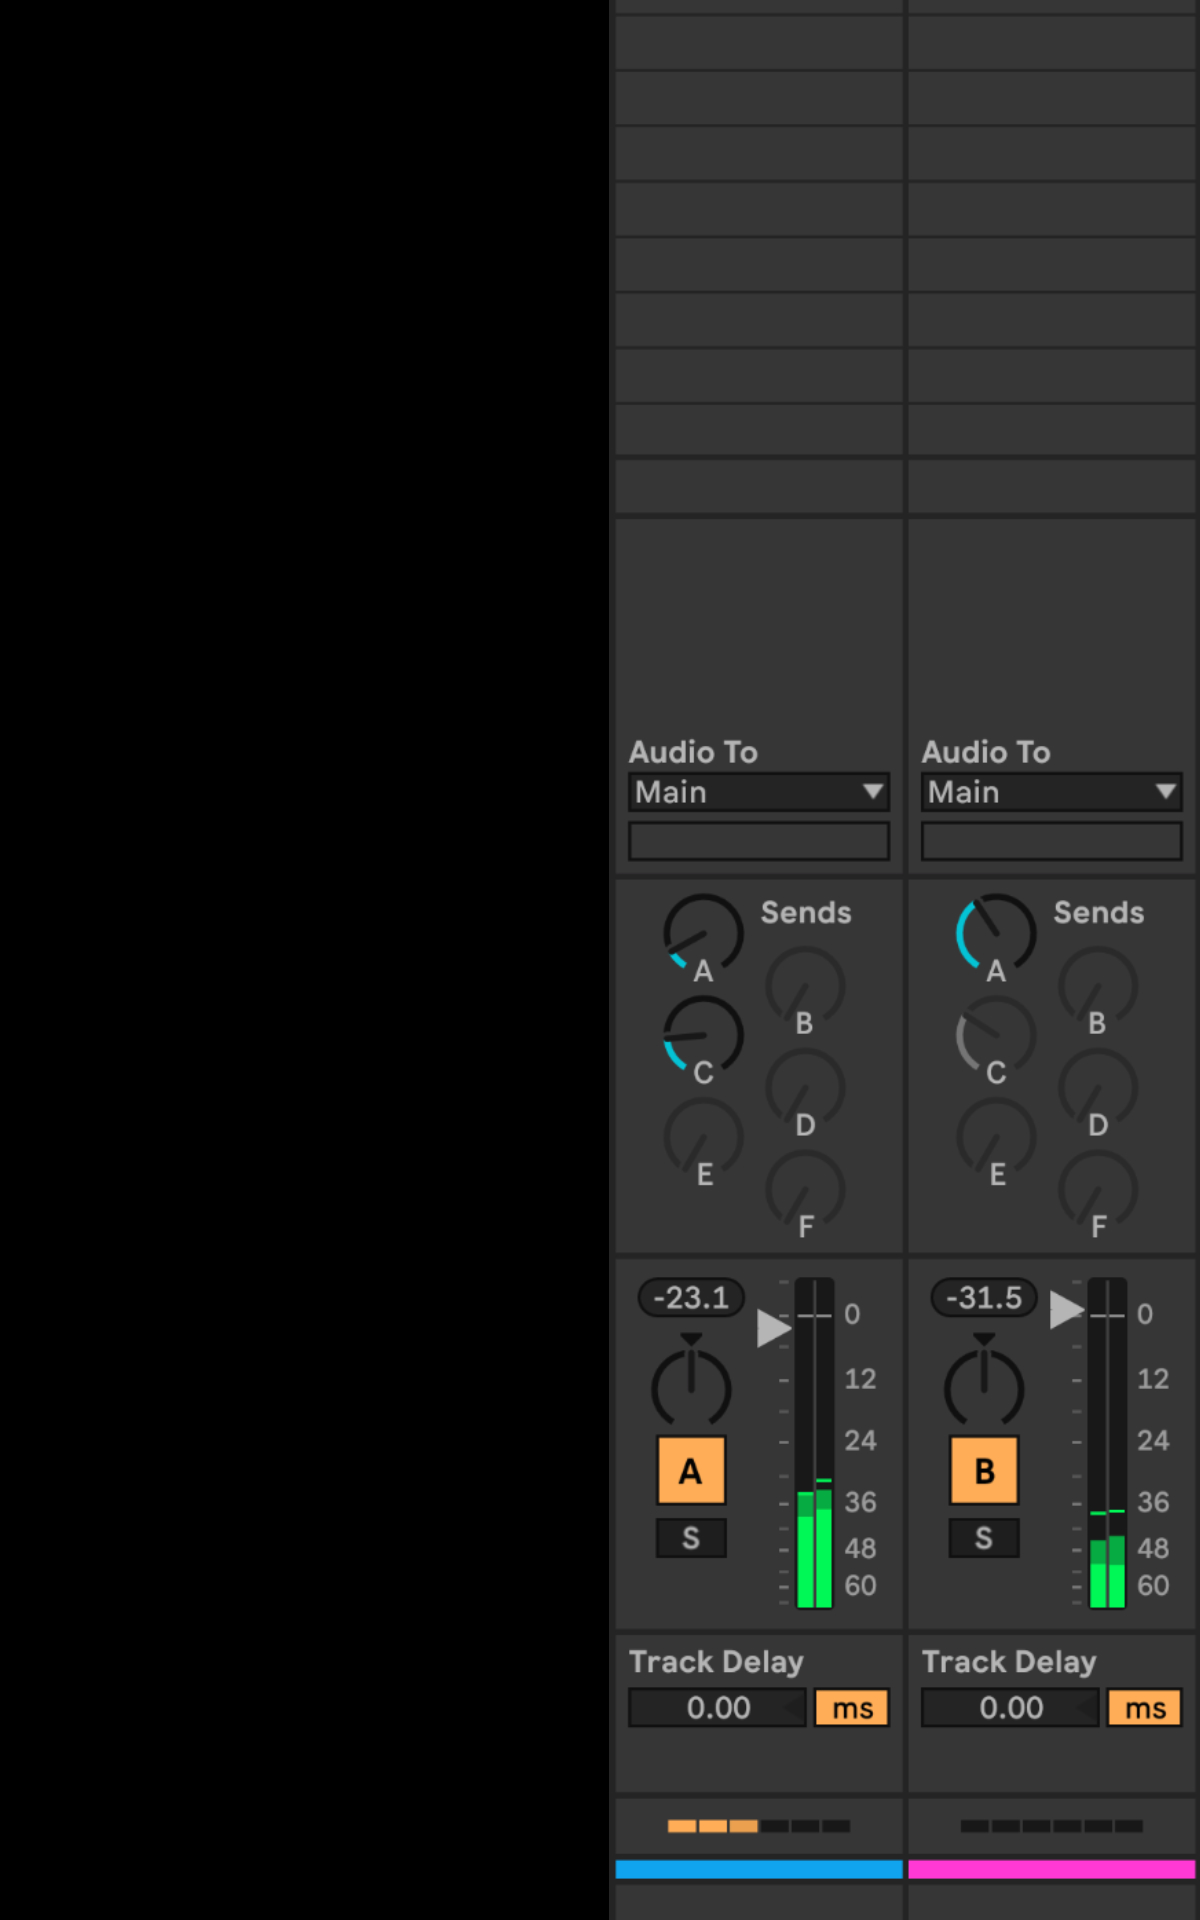 Audio To
Main
Audio To
Main
Sends
A
B
C
D
E
F
Sends
A
B
C
D
E
F
-23.1
0
12
24
A
36
S
48
60
-31.5
0
12
24
B
36
S
48
60
Track Delay
0.00 ms
Track Delay
0.00 ms